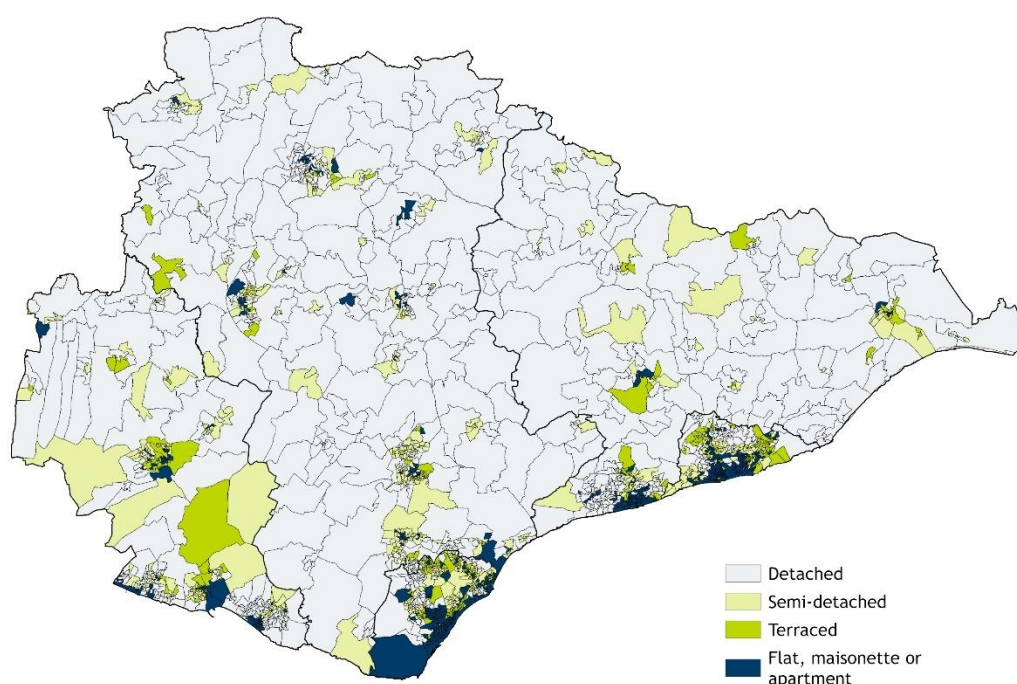 Detached
Semi-detached
Terraced
Flat, maisonette or
apartment